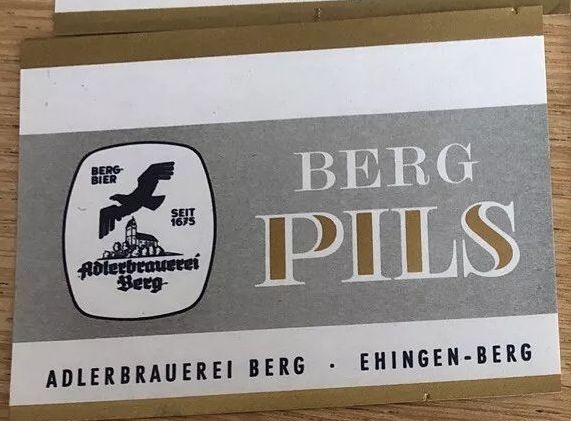 BERG-
BIER
SEIT
1675
Adlerbrauerei
Berg
BERG
PILS
ADLERBRAUEREI BERG · EHINGEN-BERG